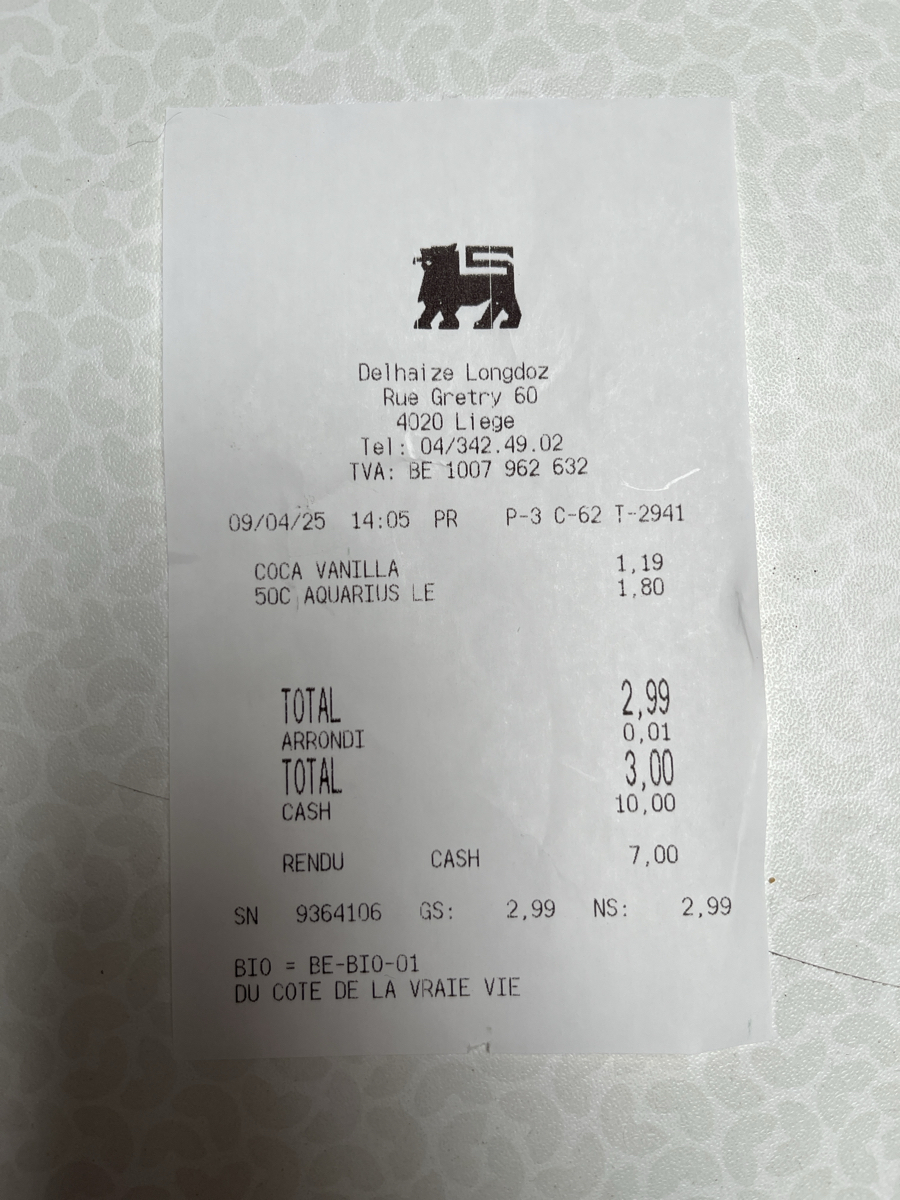 Delhaize Longdoz
Rue Gretry 60
4020 Liege
Tel: 04/342.49.02
TVA: BE 1007 962 632
09/04/25 14:05 PR P-3 C-62 T-2941
COCA VANILLA 1,19
50C AQUARIUS LE 1,80
TOTAL 2,99
ARRONDI 0,01
TOTAL 3,00
CASH 10,00
RENDU CASH 7,00
SN 9364106 GS: 2,99 NS: 2,99
BIO = BE-BIO-01
DU COTE DE LA VRAIE VIE